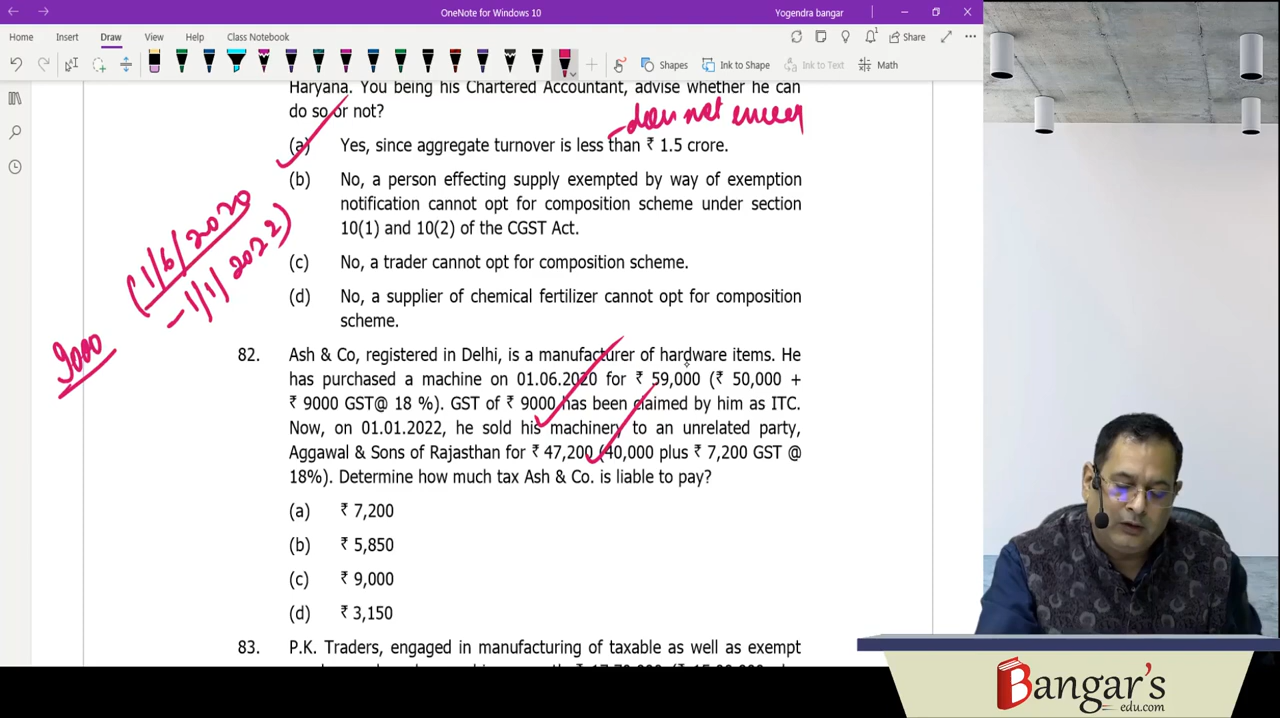 OneNote for Windows 10
Yogendra bangar
Home Insert Draw View Help Class Notebook
Share
Shapes Ink to Shape Ink to Text Math
Haryana. You being his Chartered Accountant, advise whether he can
do so or not?
does not exceed
(a) Yes, since aggregate turnover is less than ₹ 1.5 crore.
(b) No, a person effecting supply exempted by way of exemption
notification cannot opt for composition scheme under section
10(1) and 10(2) of the CGST Act.
(c) No, a trader cannot opt for composition scheme.
(d) No, a supplier of chemical fertilizer cannot opt for composition
scheme.
(1/6/2020
- 1/1/2022)
9000
82. Ash & Co, registered in Delhi, is a manufacturer of hardware items. He
has purchased a machine on 01.06.2020 for ₹ 59,000 (₹ 50,000 +
₹ 9000 GST@ 18 %). GST of ₹ 9000 has been claimed by him as ITC.
Now, on 01.01.2022, he sold his machinery to an unrelated party,
Aggawal & Sons of Rajasthan for ₹ 47,200 (40,000 plus ₹ 7,200 GST @
18%). Determine how much tax Ash & Co. is liable to pay?
(a) ₹ 7,200
(b) ₹ 5,850
(c) ₹ 9,000
(d) ₹ 3,150
83. P.K. Traders, engaged in manufacturing of taxable as well as exempt
Bangar's
edu.com